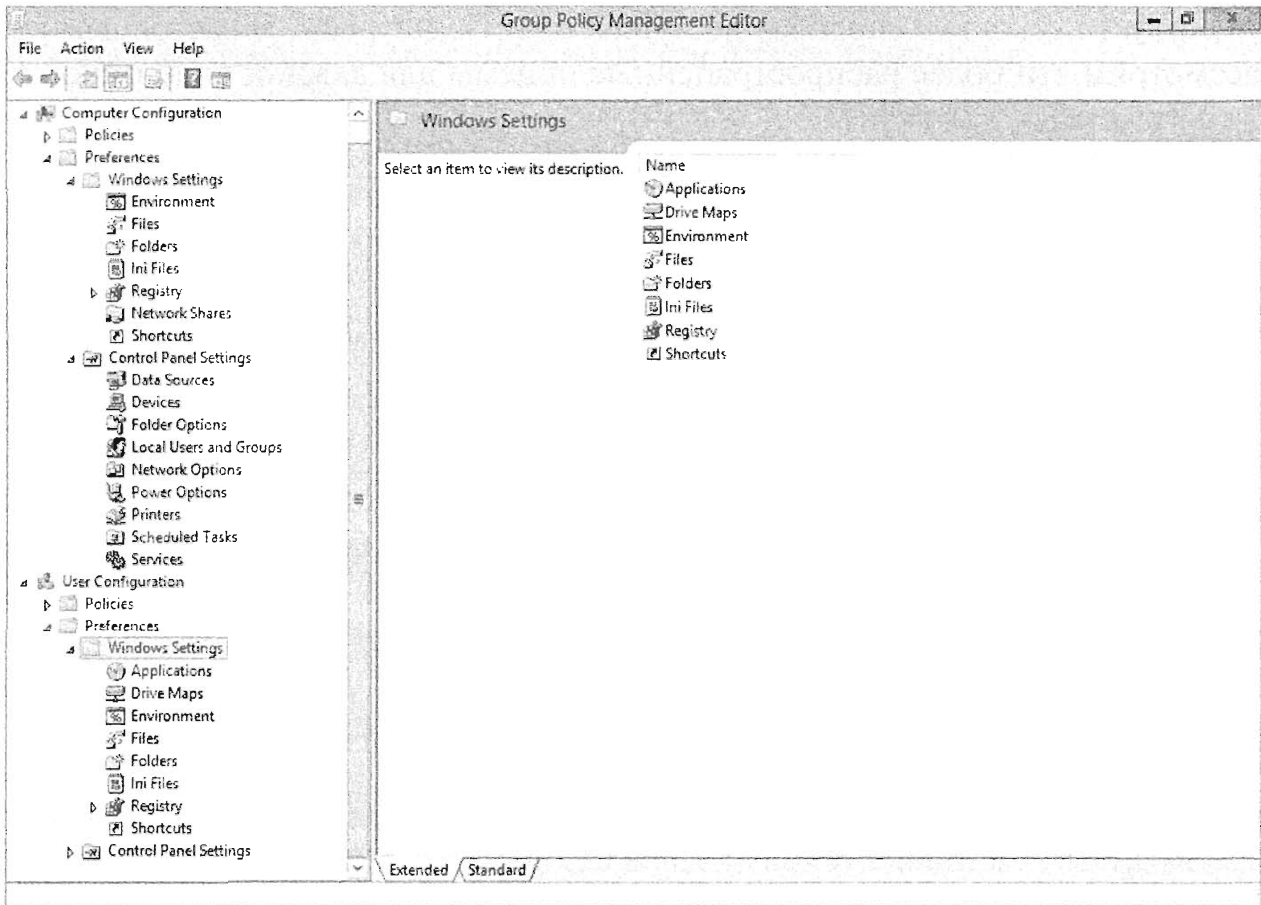 Group Policy Management Editor
File Action View Help
Computer Configuration
Policies
Preferences
Windows Settings
Environment
Files
Folders
Ini Files
Registry
Network Shares
Shortcuts
Control Panel Settings
Data Sources
Devices
Folder Options
Local Users and Groups
Network Options
Power Options
Printers
Scheduled Tasks
Services
User Configuration
Policies
Preferences
Windows Settings
Applications
Drive Maps
Environment
Files
Folders
Ini Files
Registry
Shortcuts
Control Panel Settings
Windows Settings
Select an item to view its description.
Name
Applications
Drive Maps
Environment
Files
Folders
Ini Files
Registry
Shortcuts
Extended Standard